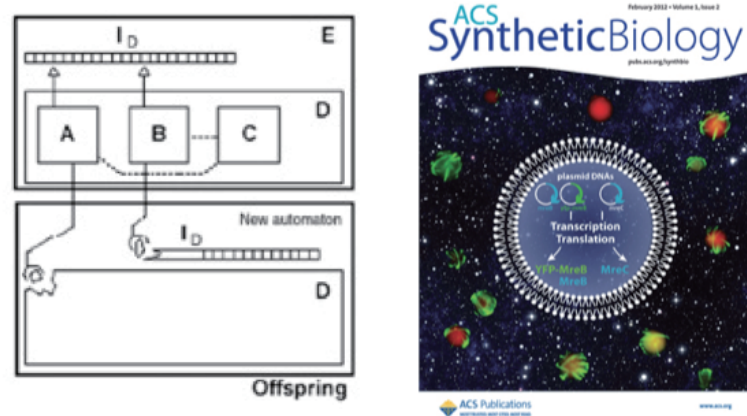 I D
E
D
A
B
C
New automaton
I D
D
Offspring
February 2012 • Volume 1, Issue 2
ACS
SyntheticBiology
pubs.acs.org/synthbio
plasmid DNAs
MreC
Transcription
Translation
YFP-MreB MreC
MreB
ACS Publications
www.acs.org